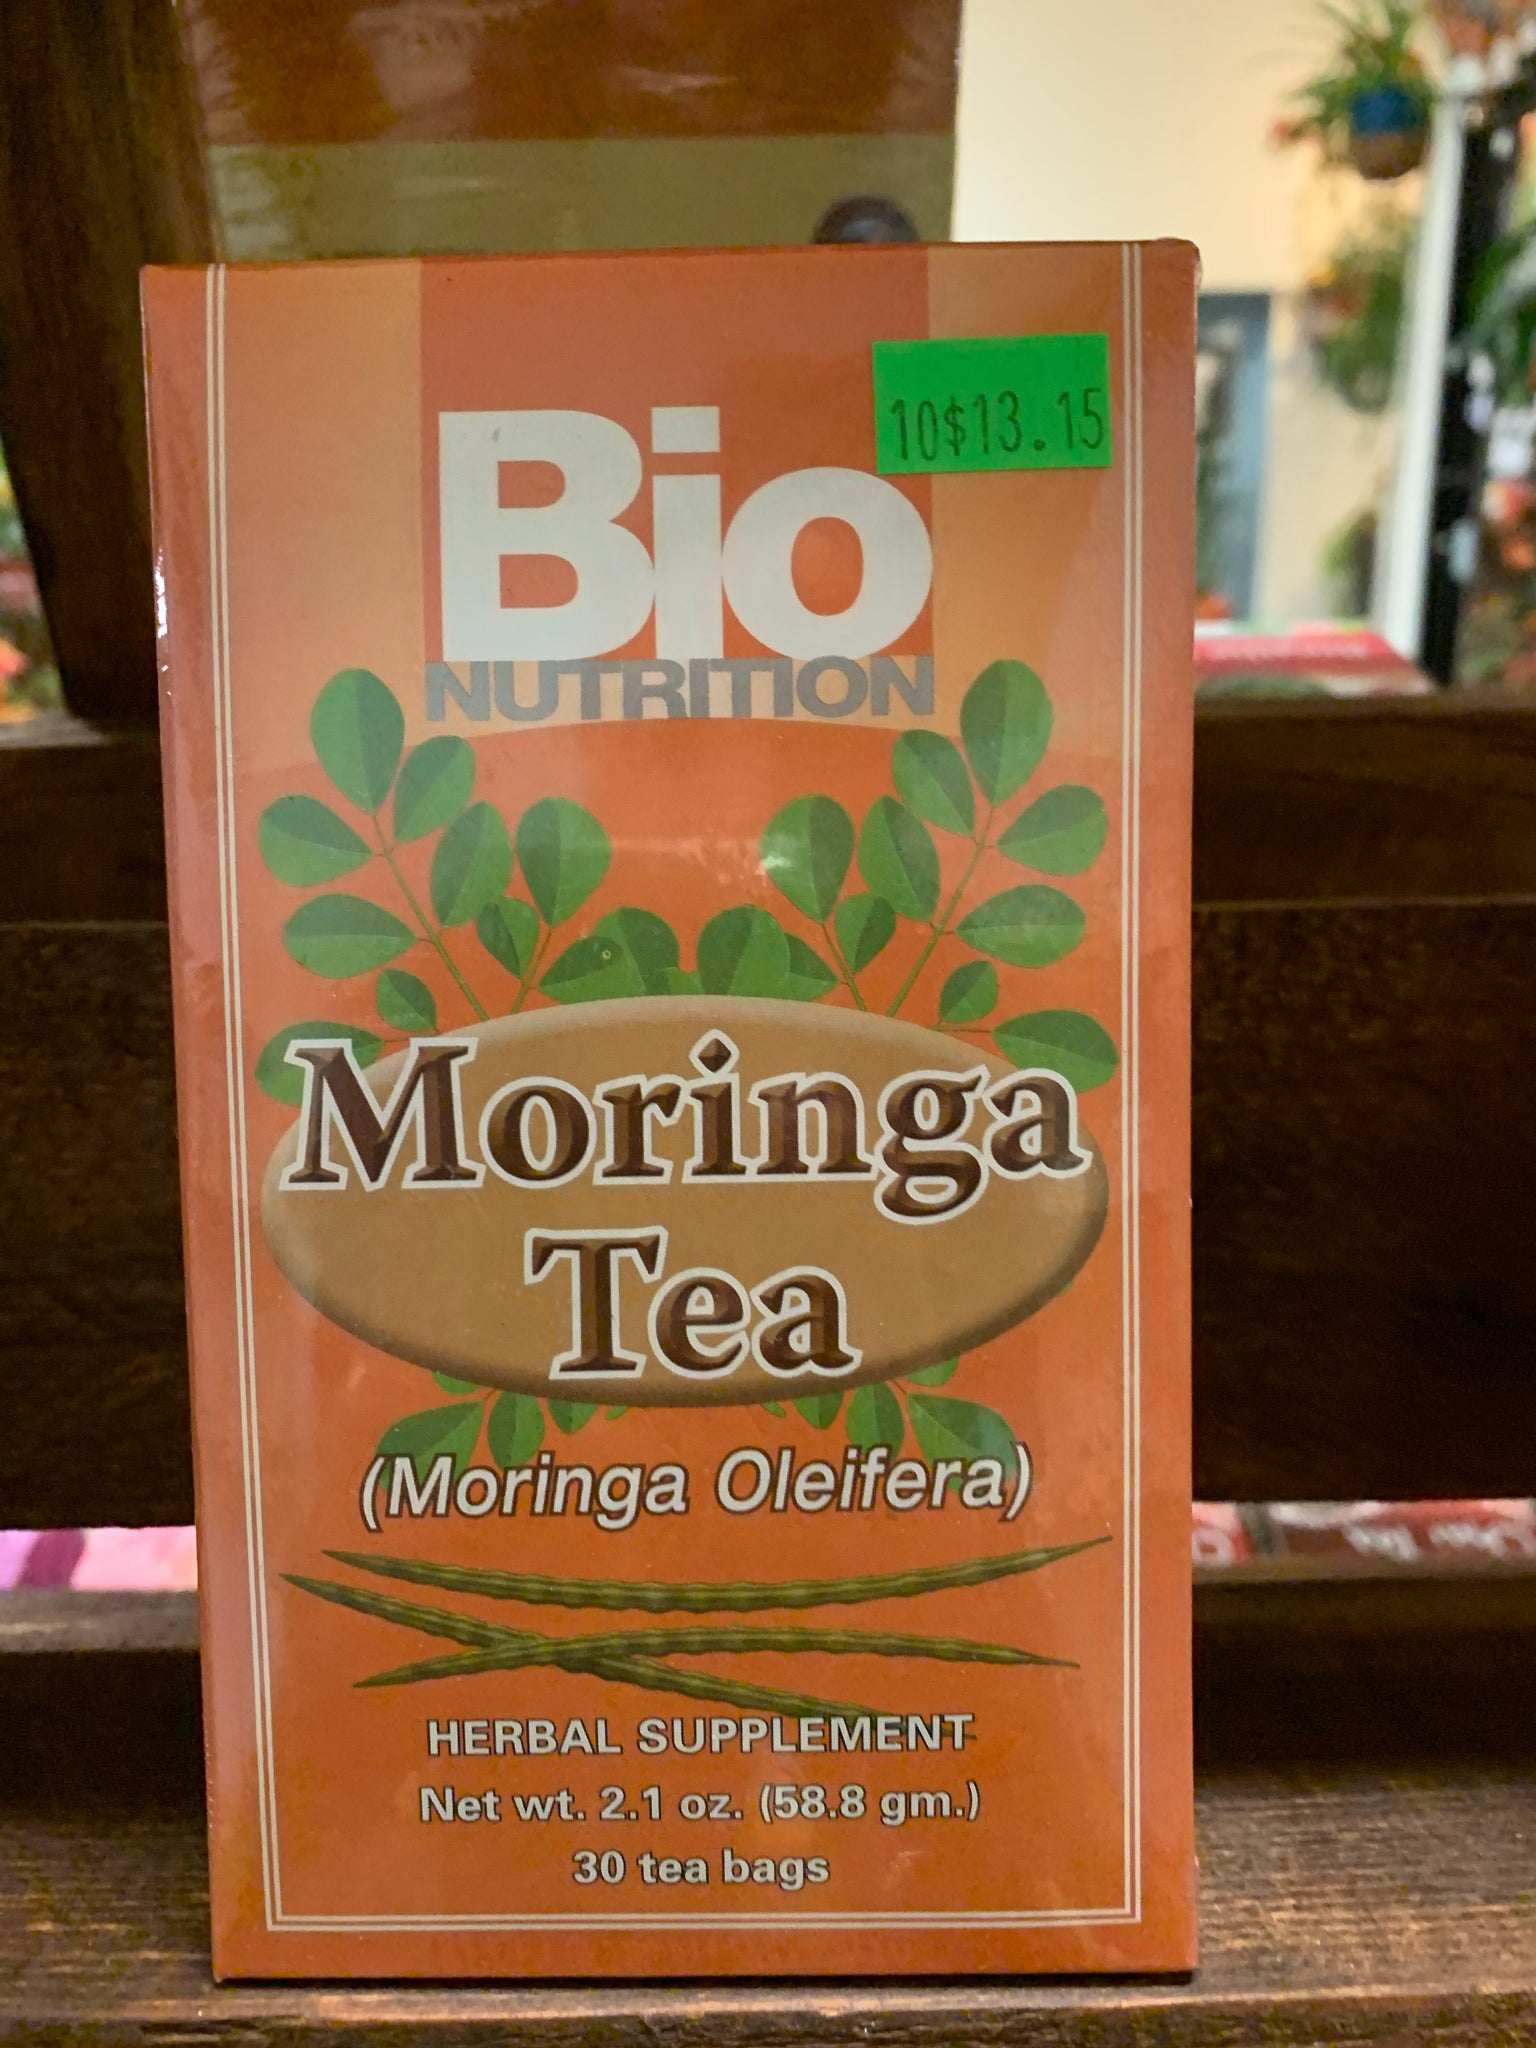 10$13.15
Bio
NUTRITION
Moringa
Tea
(Moringa Oleifera)
HERBAL SUPPLEMENT
Net wt. 2.1 oz. (58.8 gm.)
30 tea bags